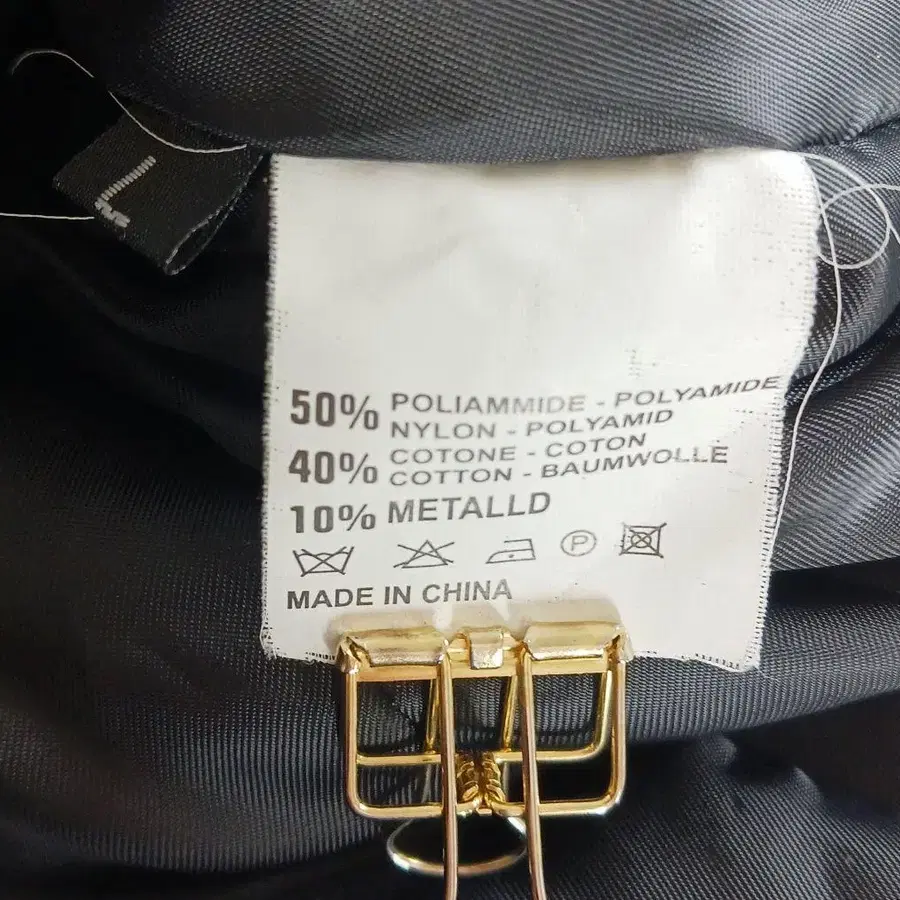 L
50% POLIAMMIDE - POLYAMIDE
NYLON - POLYAMID
40% COTONE - COTON
COTTON - BAUMWOLLE
10% METALLD
P
MADE IN CHINA